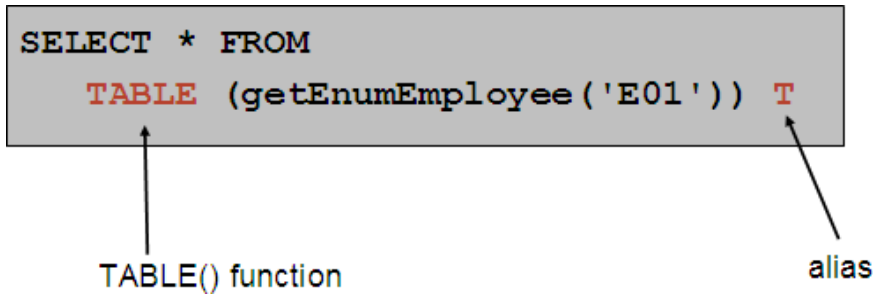 SELECT * FROM
TABLE (getEnumEmployee('E01')) T
TABLE() function
alias